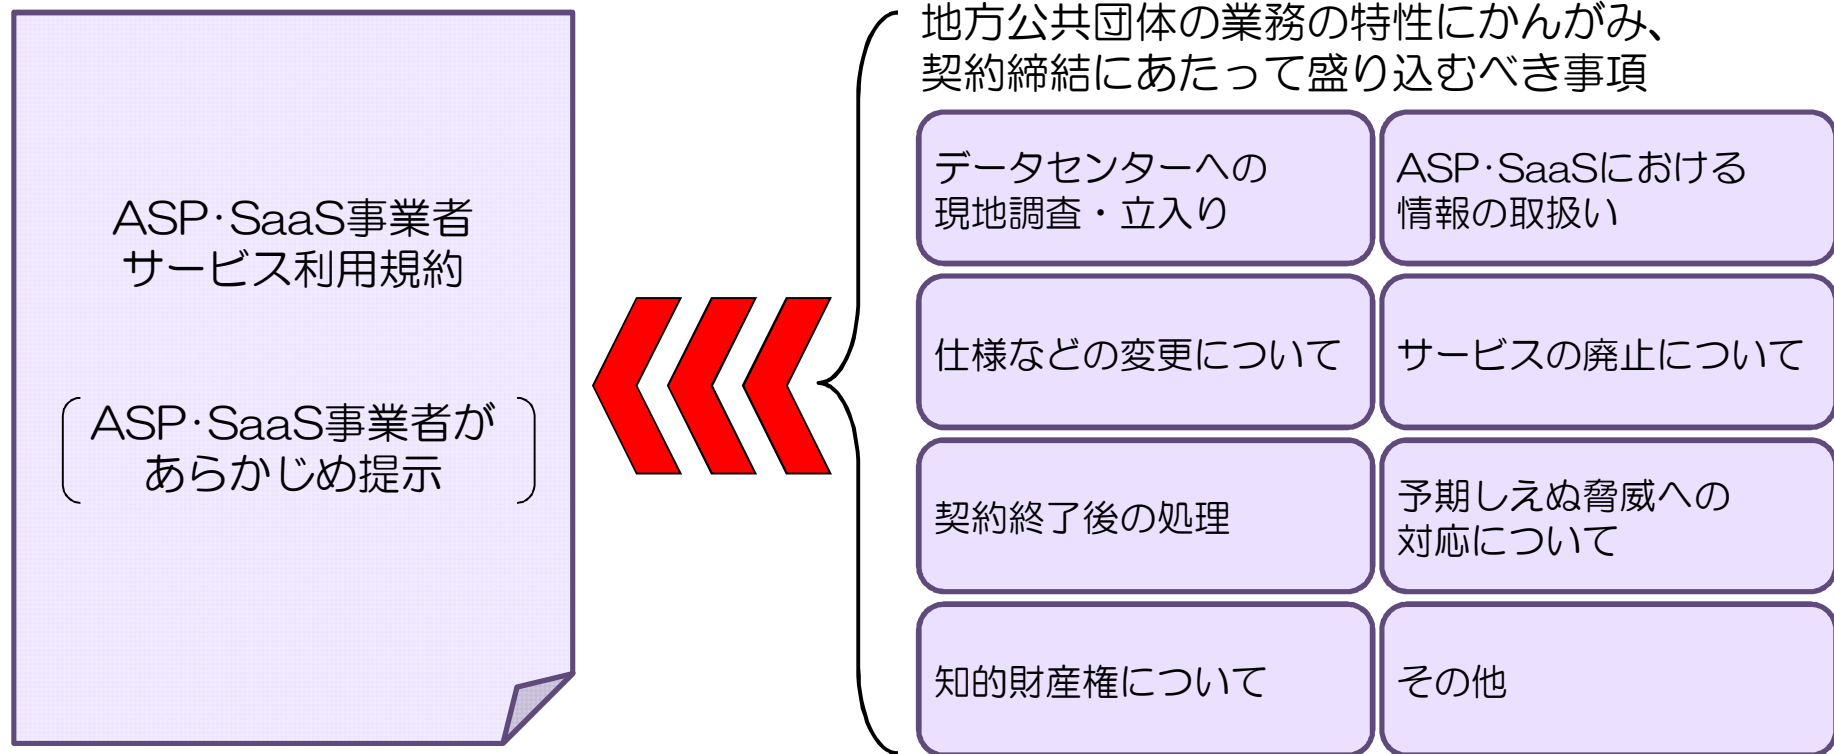 ASP･SaaS事業者
サービス利用規約
ASP･SaaS事業者が
あらかじめ提示
地方公共団体の業務の特性にかんがみ、
契約締結にあたって盛り込むべき事項
データセンターへの
現地調査・立入り
ASP･SaaSにおける
情報の取扱い
仕様などの変更について
サービスの廃止について
契約終了後の処理
予期しえぬ脅威への
対応について
知的財産権について
その他